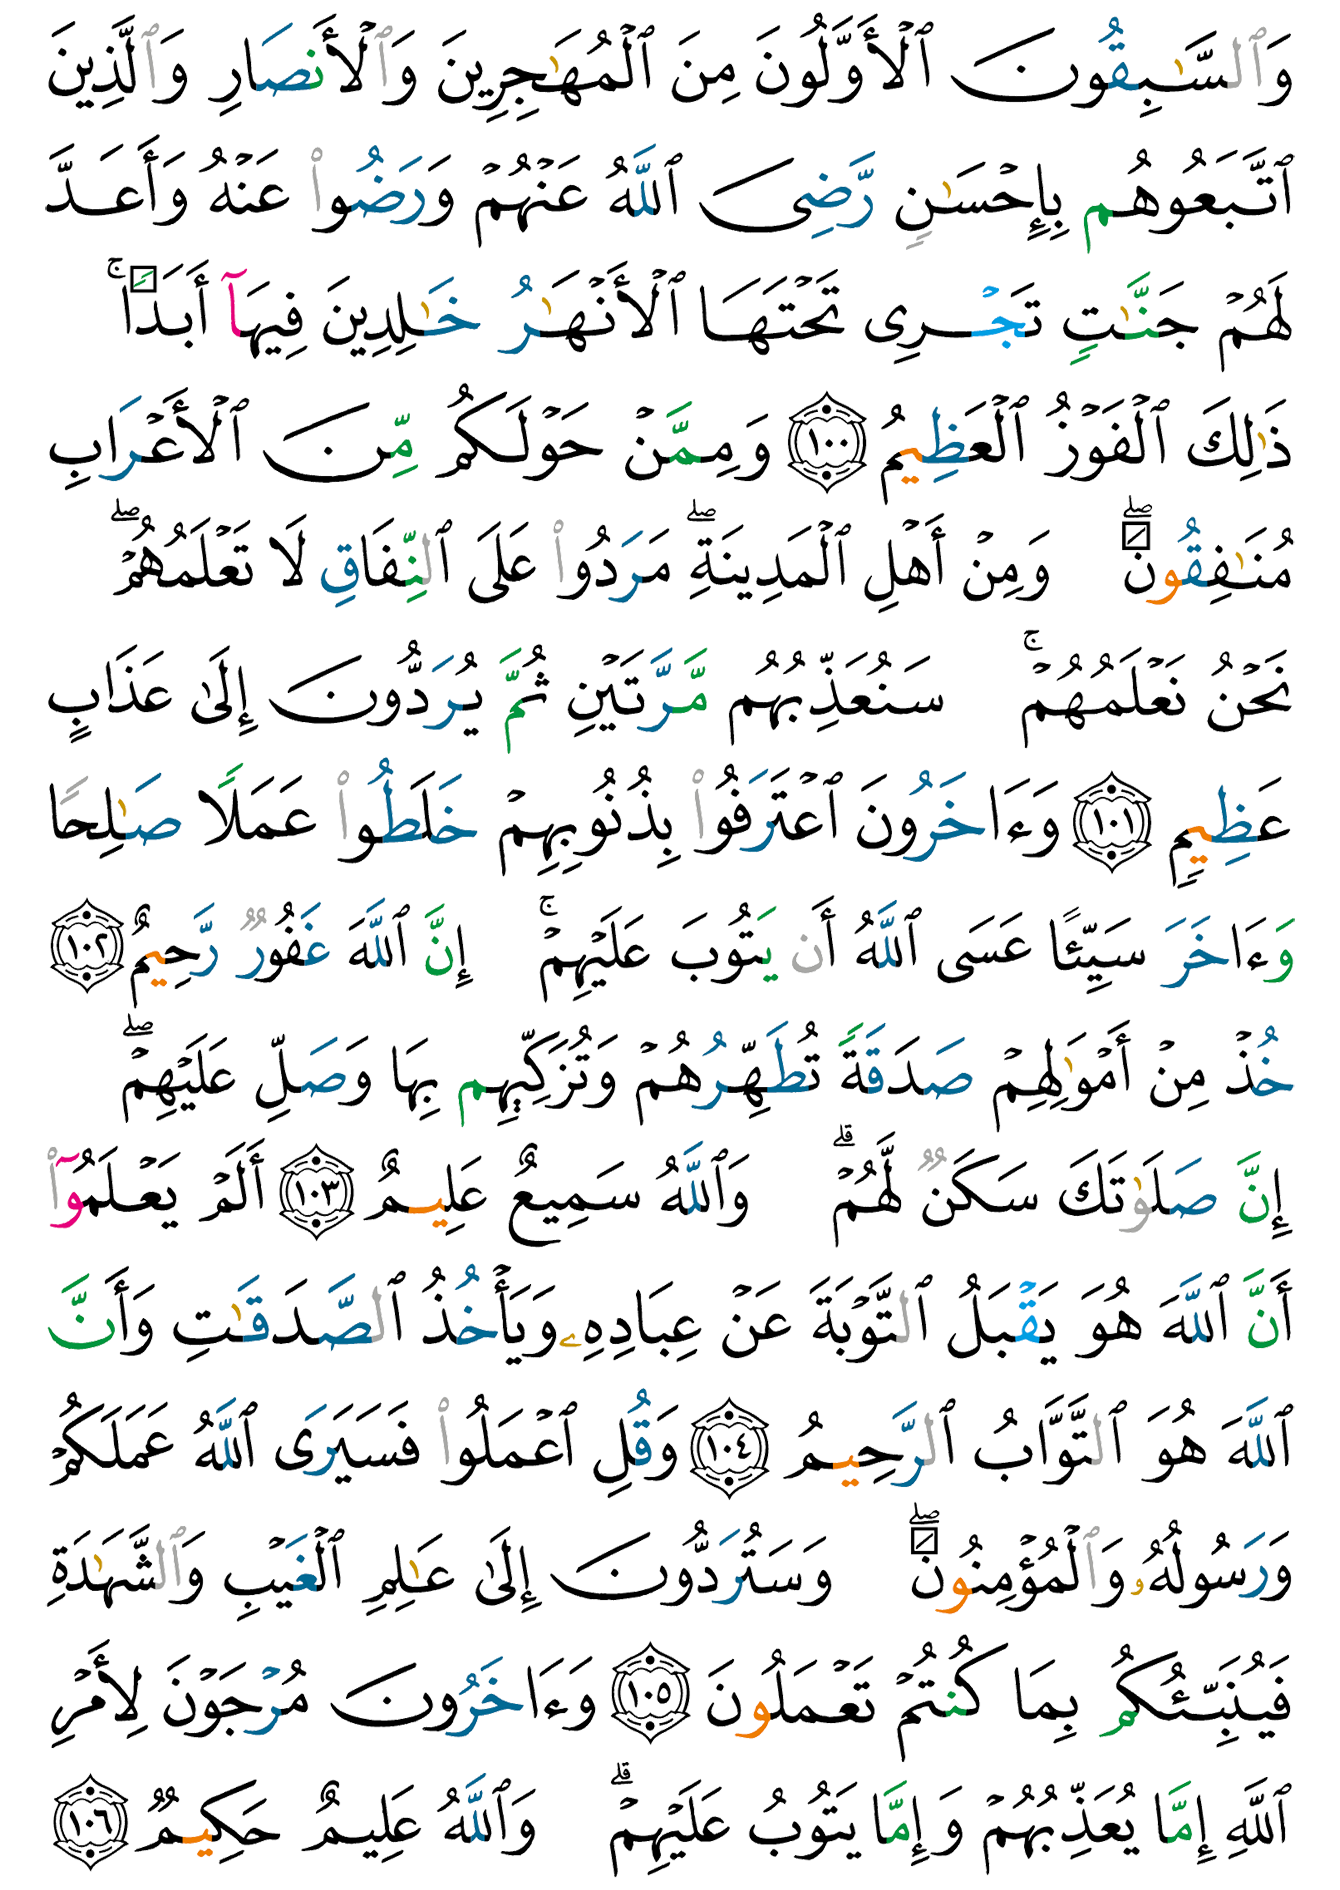 وَٱلسَّـٰبِقُونَ ٱلْأَوَّلُونَ مِنَ ٱلْمُهَـٰجِرِينَ وَٱلْأَنصَارِ وَٱلَّذِينَ
ٱتَّبَعُوهُم بِإِحْسَـٰنٍ رَّضِىَ ٱللَّهُ عَنْهُمْ وَرَضُوا۟ عَنْهُ وَأَعَدَّ
لَهُمْ جَنَّـٰتٍ تَجْرِى تَحْتَهَا ٱلْأَنْهَـٰرُ خَـٰلِدِينَ فِيهَآ أَبَدًا ۚ
ذَٰلِكَ ٱلْفَوْزُ ٱلْعَظِيمُ ١٠٠ وَمِمَّنْ حَوْلَكُم مِّنَ ٱلْأَعْرَابِ
مُنَـٰفِقُونَ ۖ وَمِنْ أَهْلِ ٱلْمَدِينَةِ ۖ مَرَدُوا۟ عَلَى ٱلنِّفَاقِ لَا تَعْلَمُهُمْ ۖ
نَحْنُ نَعْلَمُهُمْ ۚ سَنُعَذِّبُهُم مَّرَّتَيْنِ ثُمَّ يُرَدُّونَ إِلَىٰ عَذَابٍ
عَظِيمٍ ١٠١ وَءَاخَرُونَ ٱعْتَرَفُوا۟ بِذُنُوبِهِمْ خَلَطُوا۟ عَمَلًا صَـٰلِحًا
وَءَاخَرَ سَيِّئًا عَسَى ٱللَّهُ أَن يَتُوبَ عَلَيْهِمْ ۚ إِنَّ ٱللَّهَ غَفُورٌ رَّحِيمٌ ١٠٢
خُذْ مِنْ أَمْوَٰلِهِمْ صَدَقَةً تُطَهِّرُهُمْ وَتُزَكِّيهِم بِهَا وَصَلِّ عَلَيْهِمْ ۖ
إِنَّ صَلَوٰتَكَ سَكَنٌ لَّهُمْ ۗ وَٱللَّهُ سَمِيعٌ عَلِيمٌ ١٠٣ أَلَمْ يَعْلَمُوٓا۟
أَنَّ ٱللَّهَ هُوَ يَقْبَلُ ٱلتَّوْبَةَ عَنْ عِبَادِهِۦ وَيَأْخُذُ ٱلصَّدَقَـٰتِ وَأَنَّ
ٱللَّهَ هُوَ ٱلتَّوَّابُ ٱلرَّحِيمُ ١٠٤ وَقُلِ ٱعْمَلُوا۟ فَسَيَرَى ٱللَّهُ عَمَلَكُمْ
وَرَسُولُهُۥ وَٱلْمُؤْمِنُونَ ۖ وَسَتُرَدُّونَ إِلَىٰ عَـٰلِمِ ٱلْغَيْبِ وَٱلشَّهَـٰدَةِ
فَيُنَبِّئُكُم بِمَا كُنتُمْ تَعْمَلُونَ ١٠٥ وَءَاخَرُونَ مُرْجَوْنَ لِأَمْرِ
ٱللَّهِ إِمَّا يُعَذِّبُهُمْ وَإِمَّا يَتُوبُ عَلَيْهِمْ ۗ وَٱللَّهُ عَلِيمٌ حَكِيمٌ ١٠٦